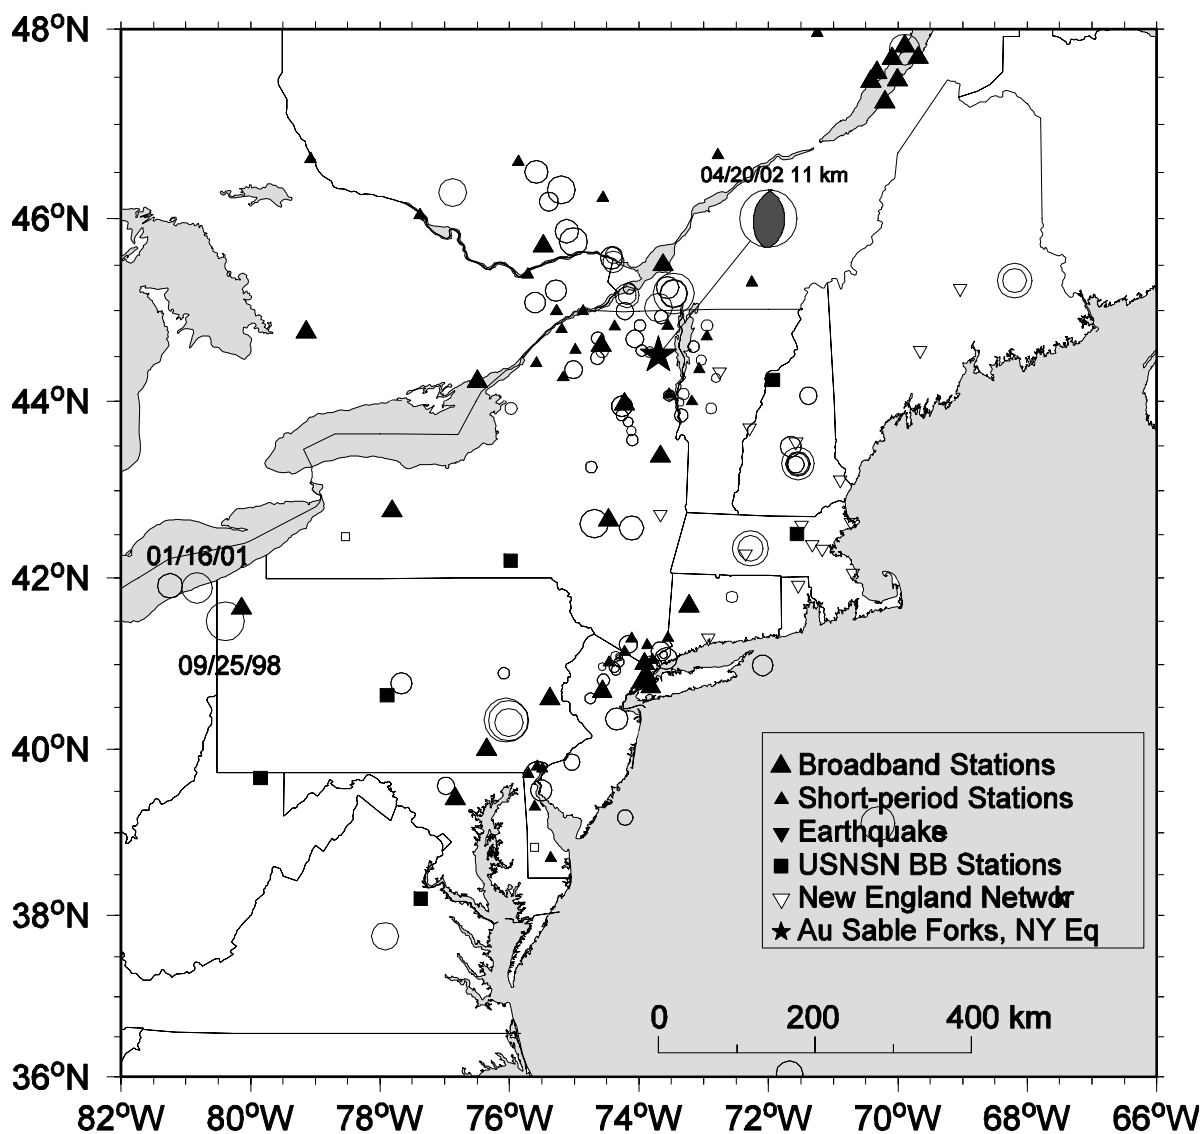 48°N
46°N
44°N
42°N
40°N
38°N
36°N
04/20/02 11 km
01/16/01
09/25/98
Broadband Stations
Short-period Stations
Earthquake
USNSN BB Stations
New England Networ
Au Sable Forks, NY Eq
0 200 400 km
82°W 80°W 78°W 76°W 74°W 72°W 70°W 68°W 66°W